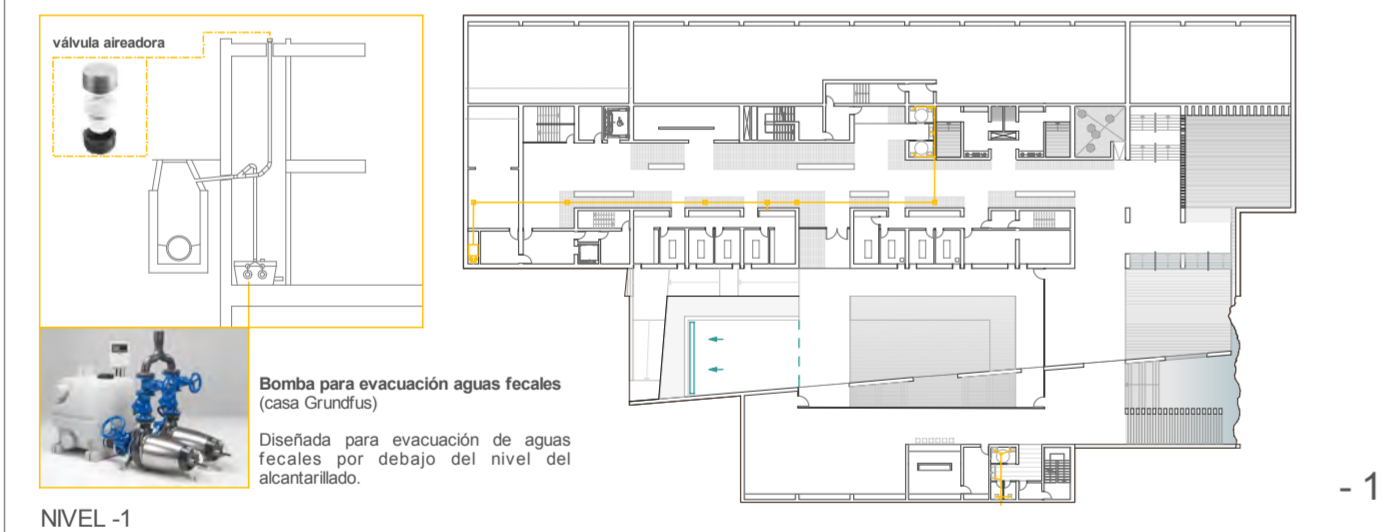 válvula aireadora
Bomba para evacuación aguas fecales
(casa Grundfus)
Diseñada para evacuación de aguas
fecales por debajo del nivel del
alcantarillado.
- 1
NIVEL -1